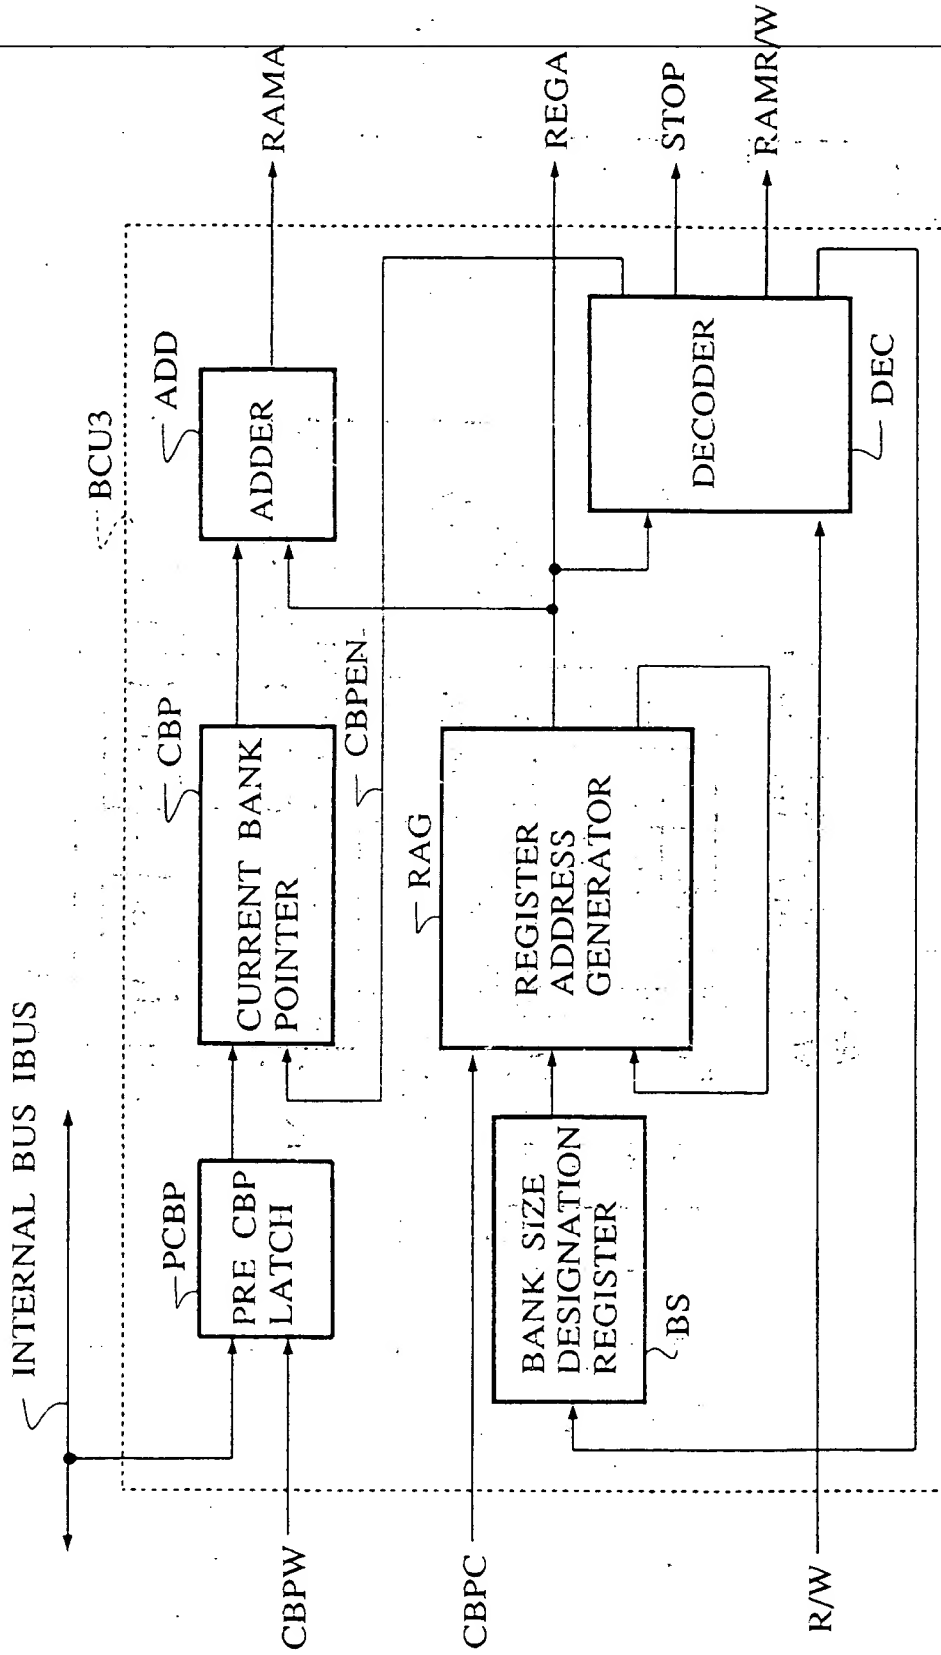 INTERNAL BUS IBUS
BCU3
PCBP
CBP
ADD
PRE CBP
LATCH
CURRENT BANK
POINTER
ADDER
RAMA
CBPW
CBPEN
RAG
REGISTER
ADDRESS
GENERATOR
REGA
CBPC
BANK SIZE
DESIGNATION
REGISTER
BS
DECODER
DEC
STOP
RAMR/W
R/W